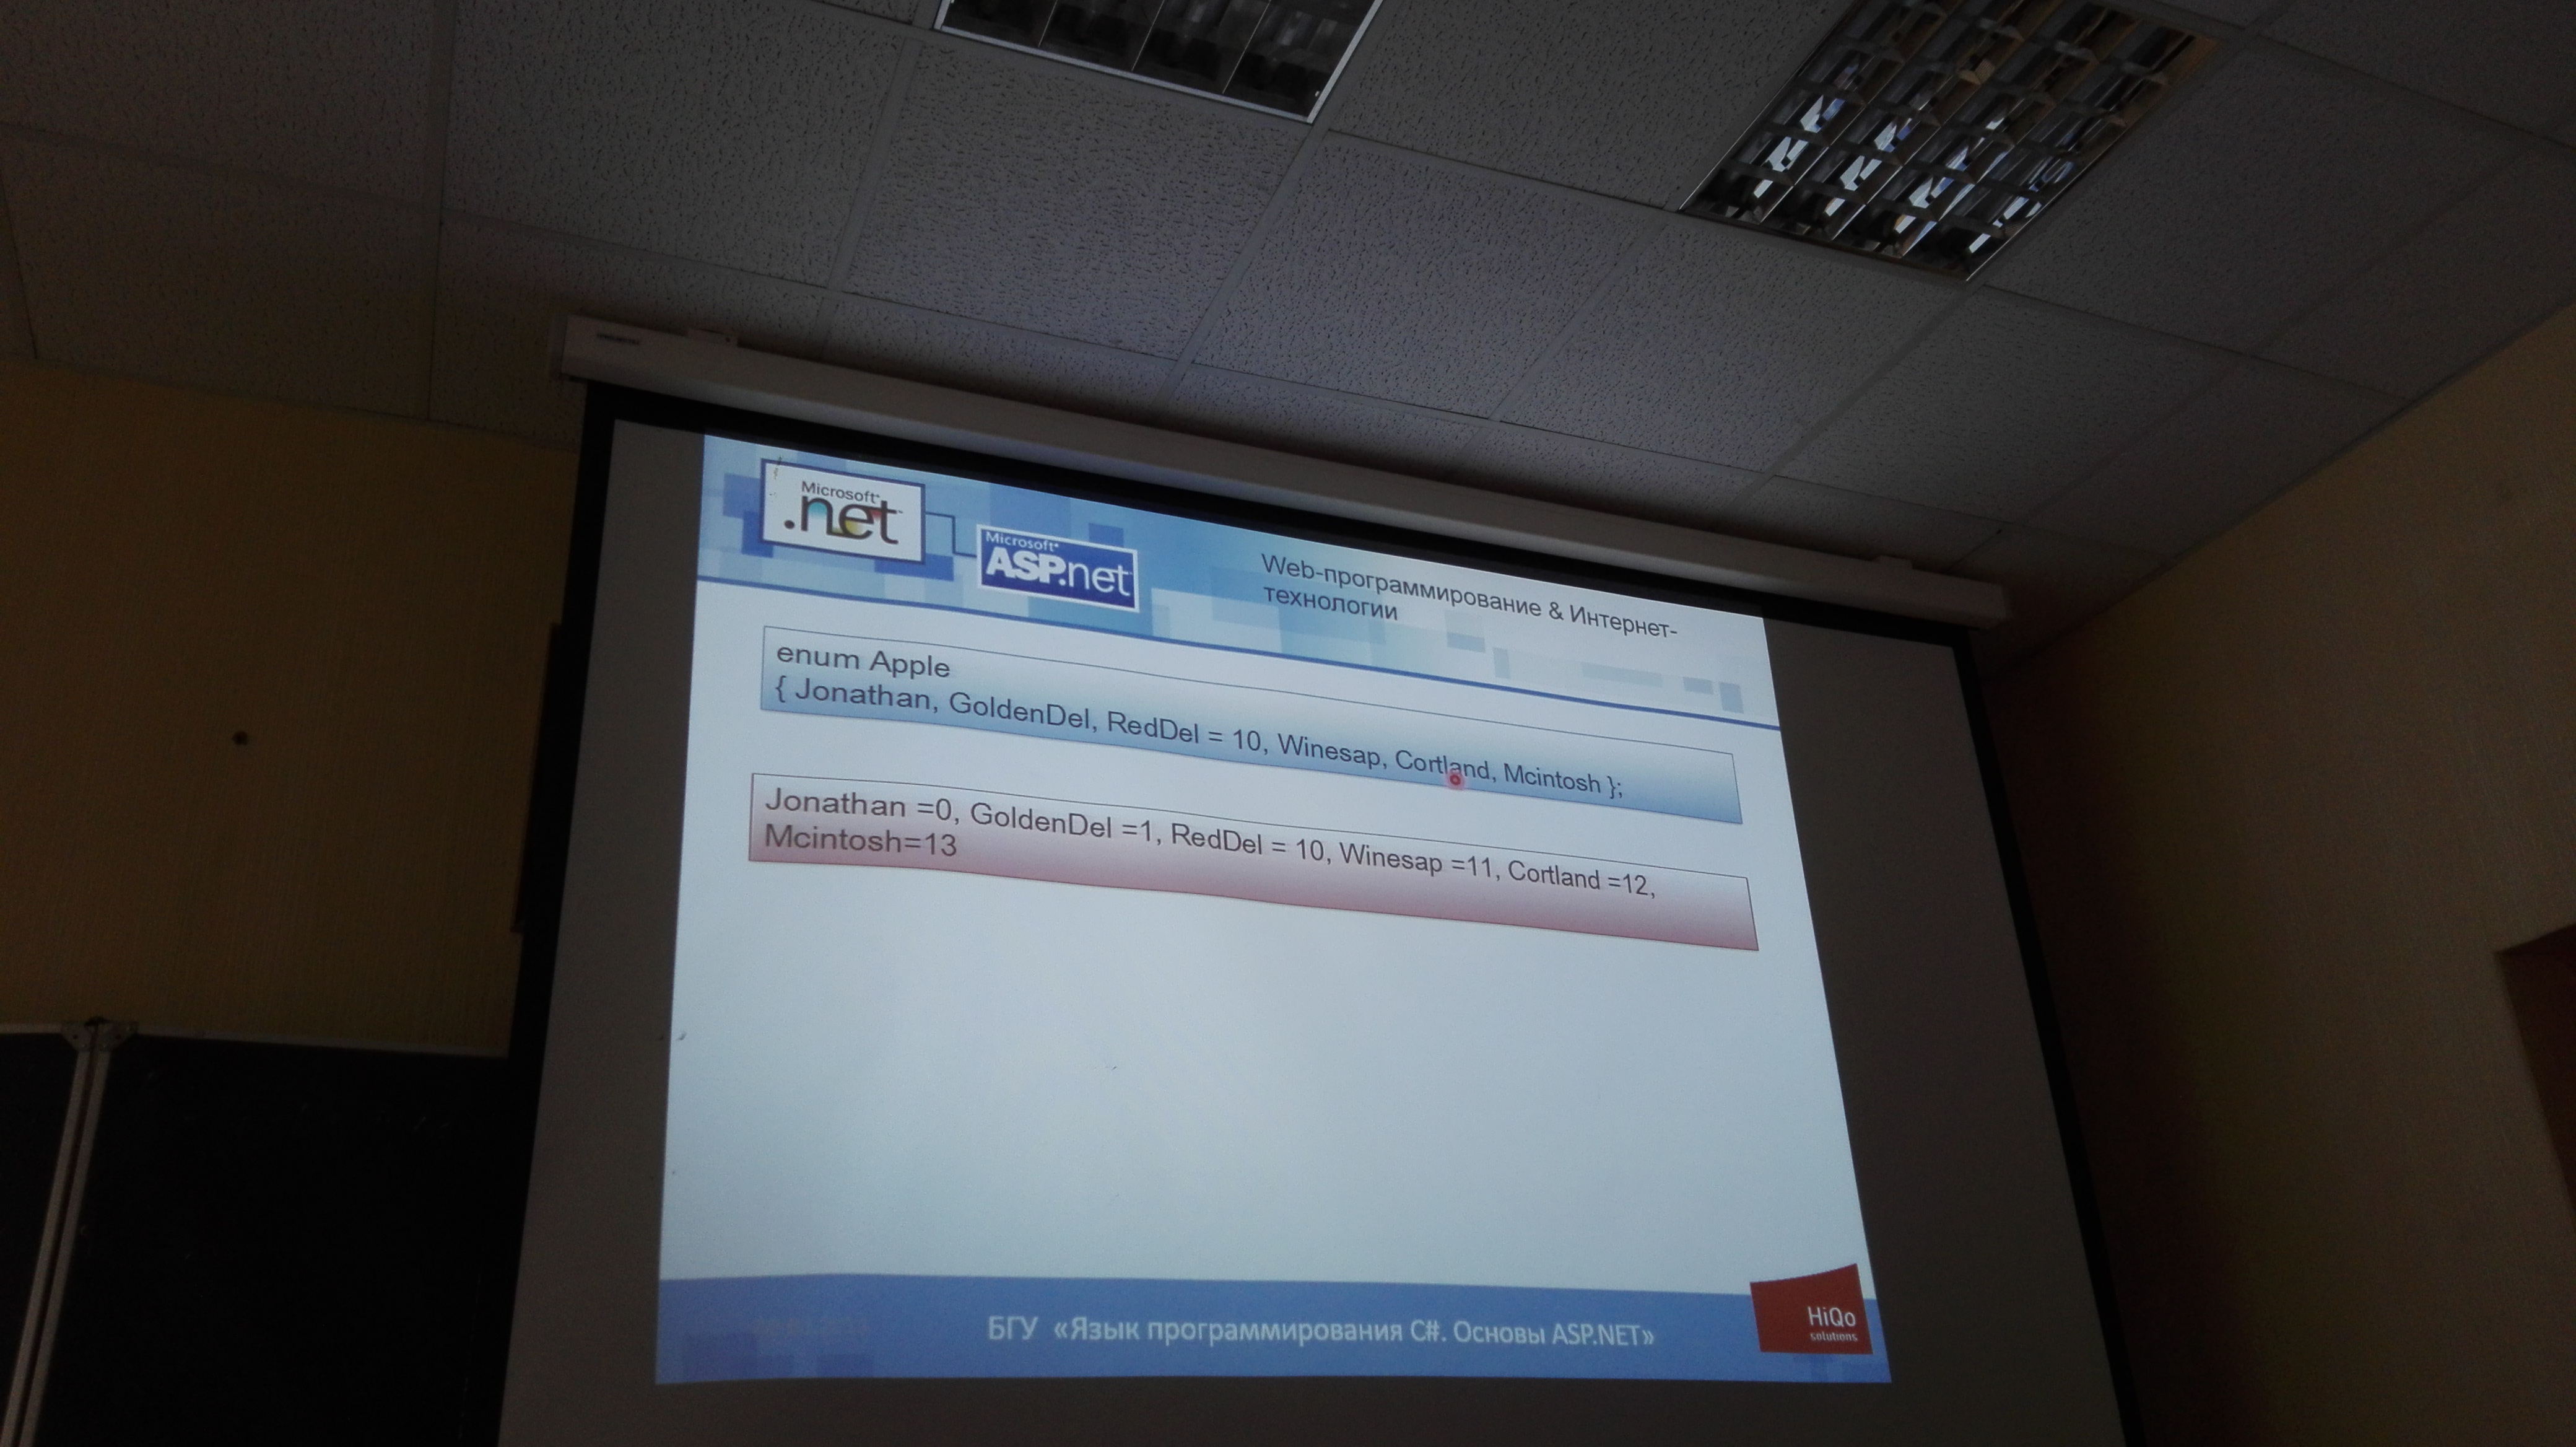 Microsoft
.net
Microsoft
ASP.net
Web-программирование & Интернет-
технологии
enum Apple
{ Jonathan, GoldenDel, RedDel = 10, Winesap, Cortland, Mcintosh };
Jonathan =0, GoldenDel =1, RedDel = 10, Winesap =11, Cortland =12,
Mcintosh=13
БГУ «Язык программирования C#. Основы ASP.NET»
HiQo
solutions